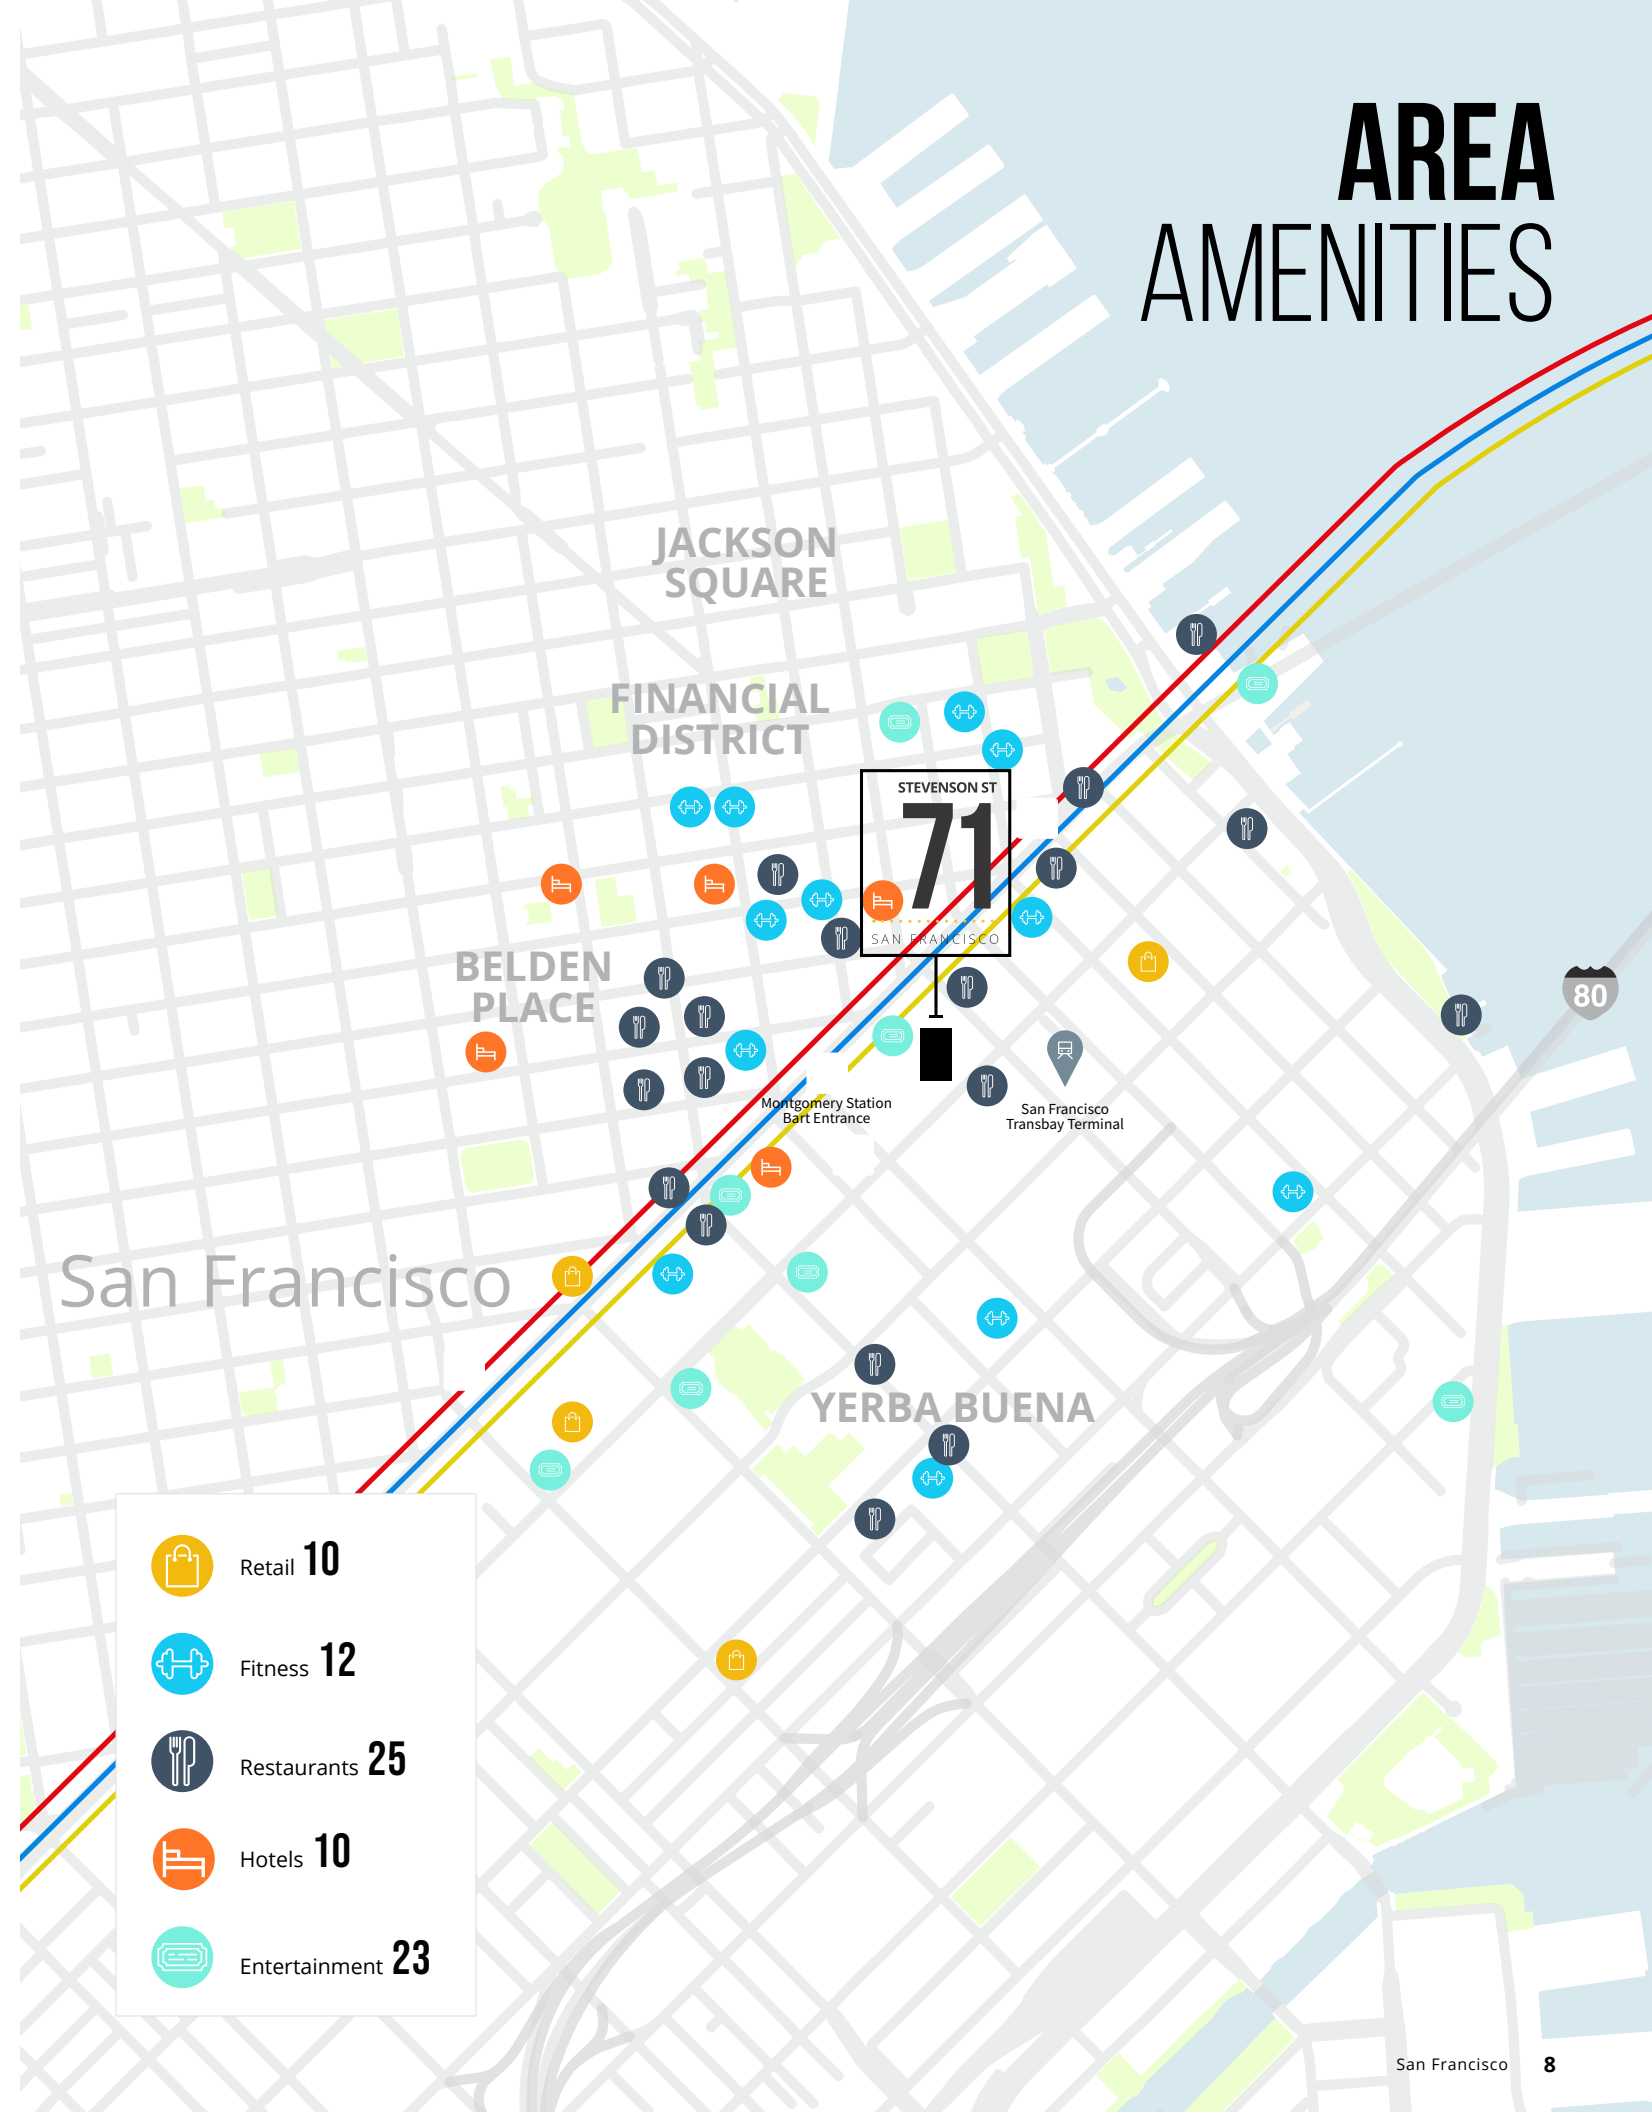 AREA
AMENITIES
JACKSON
SQUARE
FINANCIAL
DISTRICT
STEVENSON ST
71
SAN FRANCISCO
BELDEN
PLACE
80
Montgomery Station
Bart Entrance
San Francisco
Transbay Terminal
San Francisco
YERBA BUENA
Retail 10
Fitness 12
Restaurants 25
Hotels 10
Entertainment 23
San Francisco 8